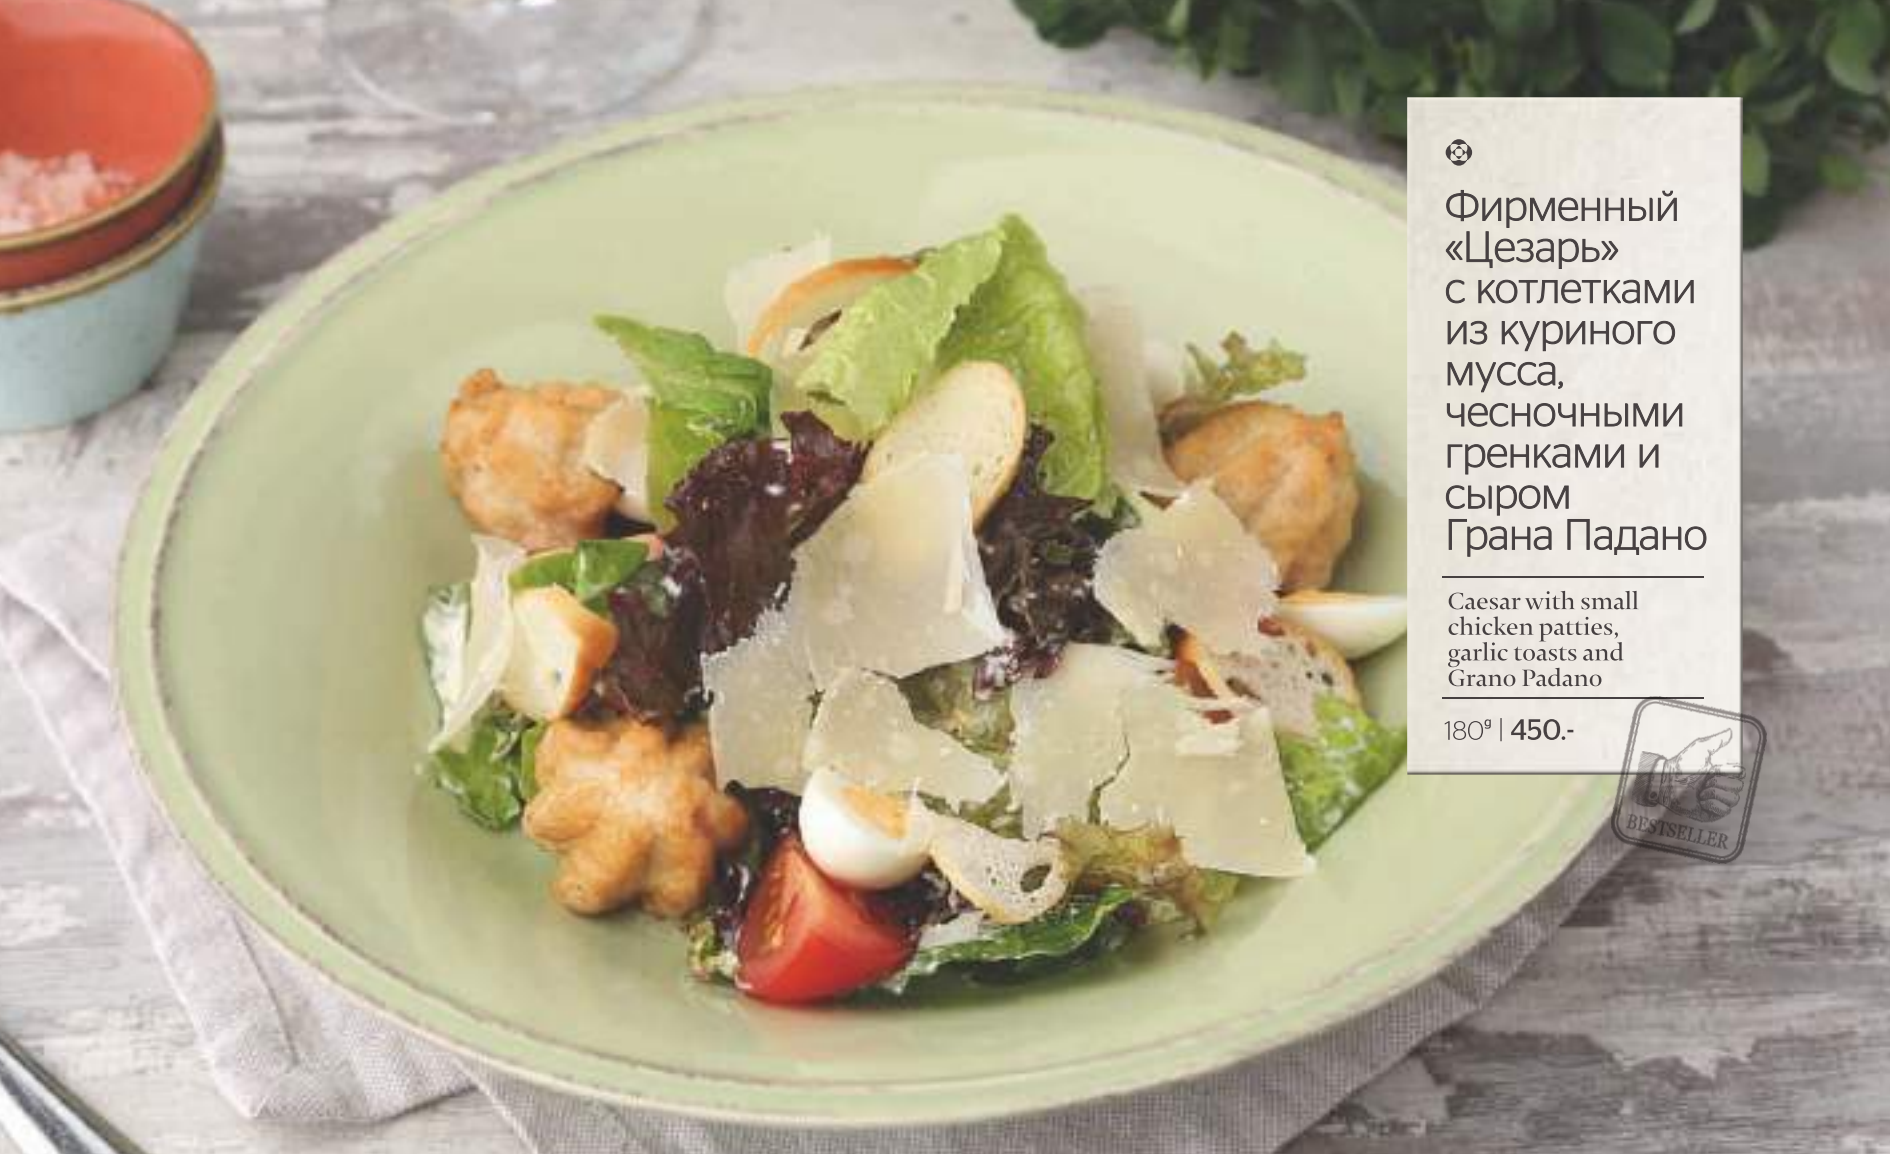 Фирменный
«Цезарь»
с котлетками
из куриного
мусса,
чесночными
гренками и
сыром
Грана Падано
Caesar with small
chicken patties,
garlic toasts and
Grano Padano
180g | 450.-
BESTSELLER